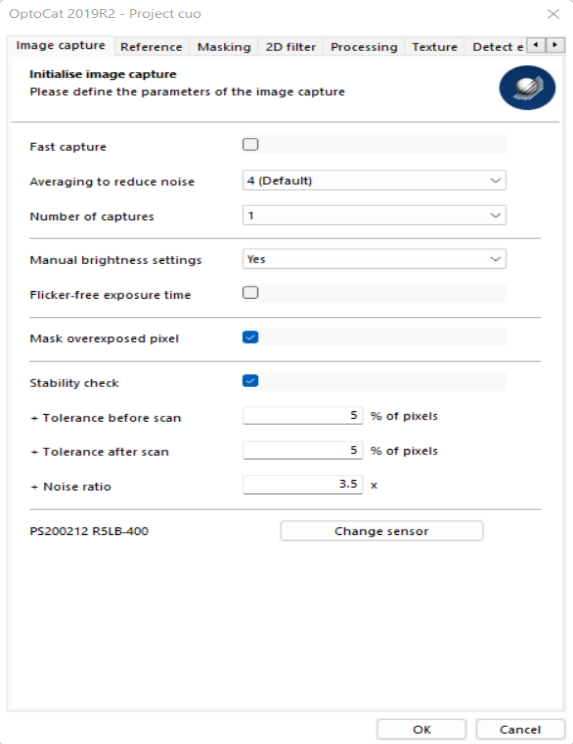 OptoCat 2019R2 - Project cuo
Image capture Reference Masking 2D filter Processing Texture Detect e
Initialise image capture
Please define the parameters of the image capture
Fast capture
Averaging to reduce noise 4 (Default)
Number of captures 1
Manual brightness settings Yes
Flicker-free exposure time
Mask overexposed pixel
Stability check
+ Tolerance before scan 5 % of pixels
+ Tolerance after scan 5 % of pixels
+ Noise ratio 3.5 x
PS200212 R5LB-400 Change sensor
OK Cancel